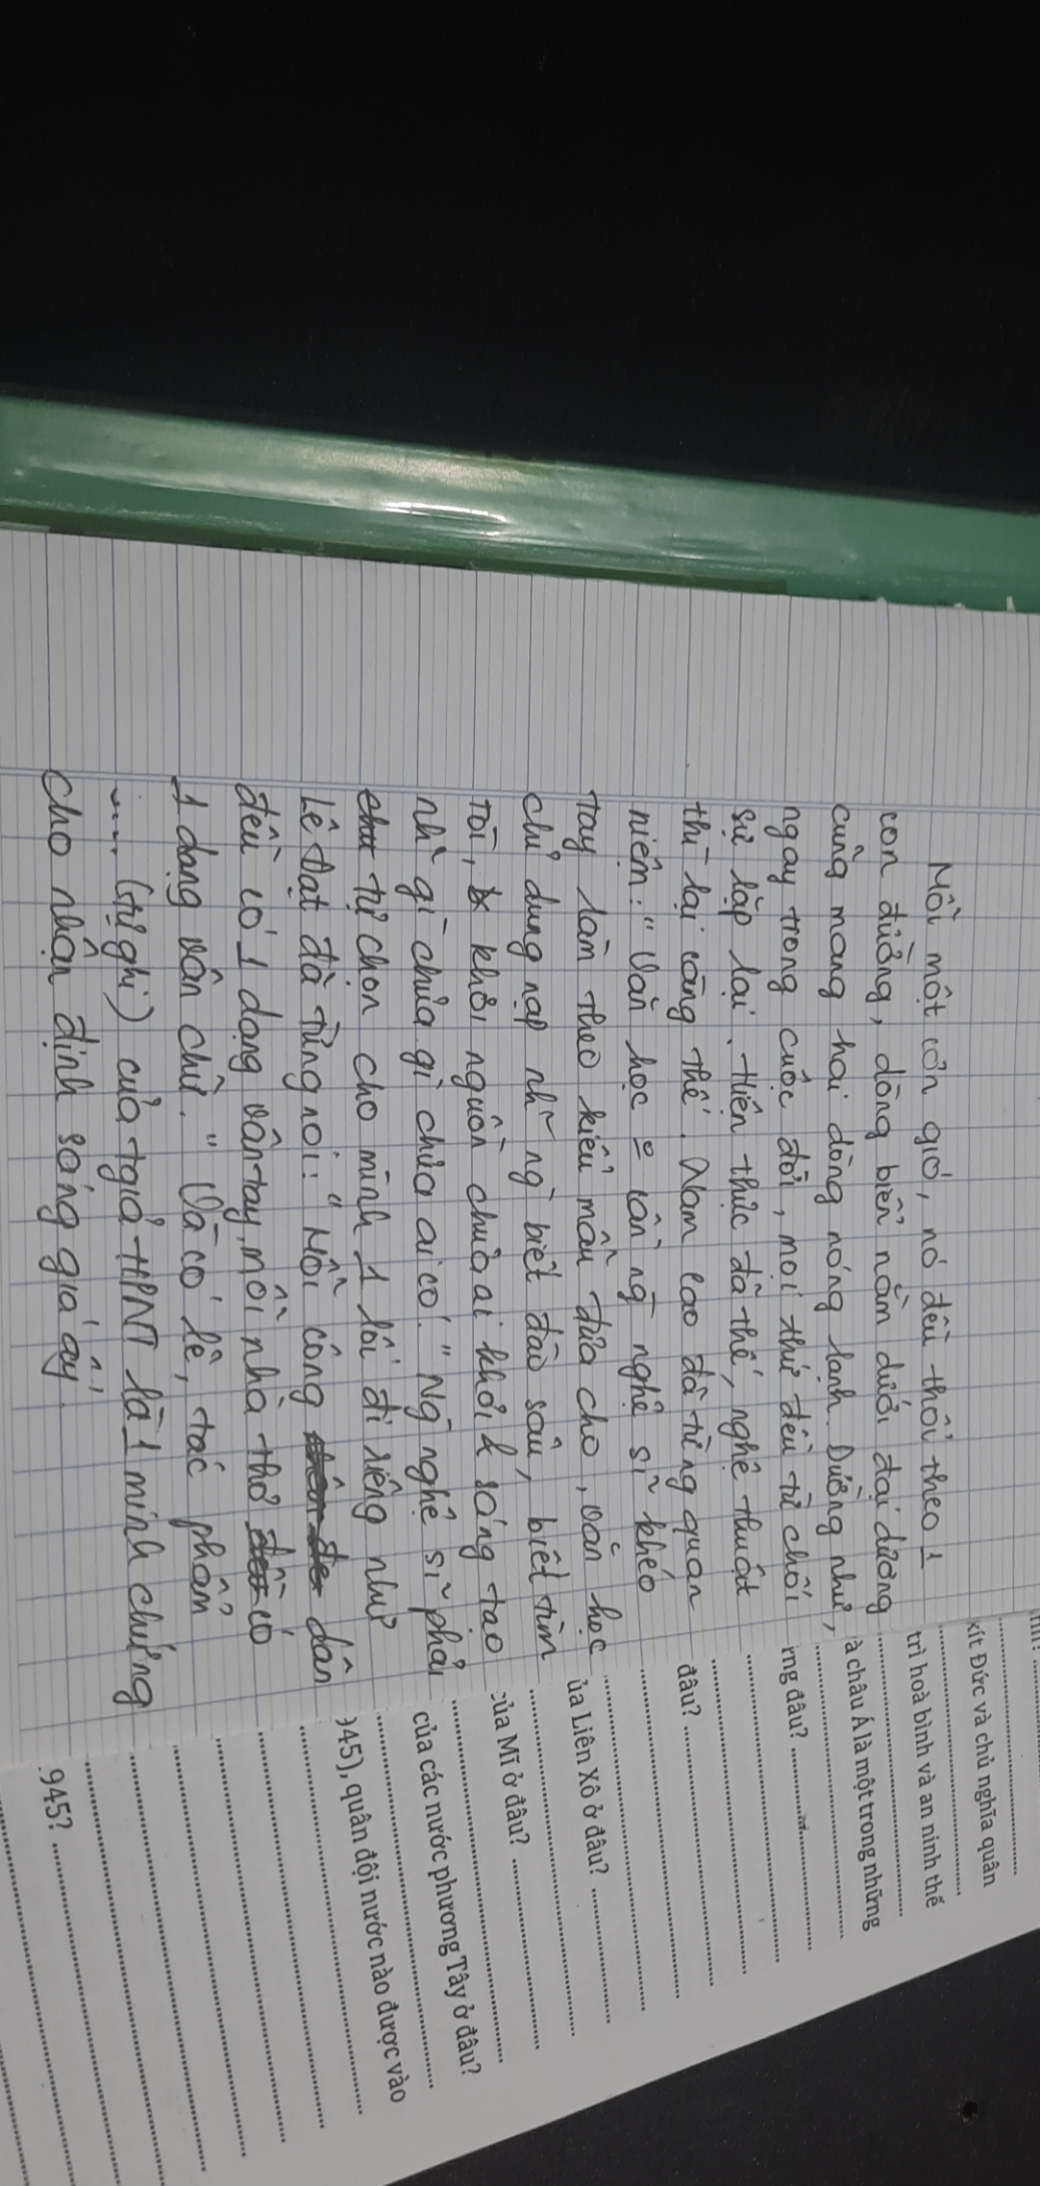 Mỗi một cơn gió, nó đều thổi theo 1
con đường, dòng biển nằm dưới đại dương
cũng mang hai dòng nóng lạnh. Dường như,
ngay trong cuộc đời, mọi thứ đều từ chối
sự lặp lại. Hiện thực đã thế, nghệ thuật
thì lại càng thế. Nam Cao đã từng quan
niệm: "Văn học 0 cần ng nghệ sĩ khéo
tay làm theo kiểu mẫu đưa cho, văn học
chỉ dung nạp nh~ ng biết đào sâu, biết tìm
tòi, khơi nguồn chưa ai khơi & sáng tạo
nh~ gì chưa gì chưa ai có." Ng nghệ sĩ phải
tự chọn cho mình 1 lối đi riêng như
Lê Đạt đã từng nói: "Mỗi công dân
đều có 1 dạng vân tay, mỗi nhà thơ có
1 dạng vân chữ." Và có lẽ, tác phẩm
..... (tự ghi) của tgiả HPNT là 1 minh chứng
cho nhận định sáng giá ấy
kít Đức và chủ nghĩa quân
trì hoà bình và an ninh thế
à châu Á là một trong những
ng đâu?
đâu?
ủa Liên Xô ở đâu?
của Mĩ ở đâu?
của các nước phương Tây ở đâu?
945), quân đội nước nào được vào
945?